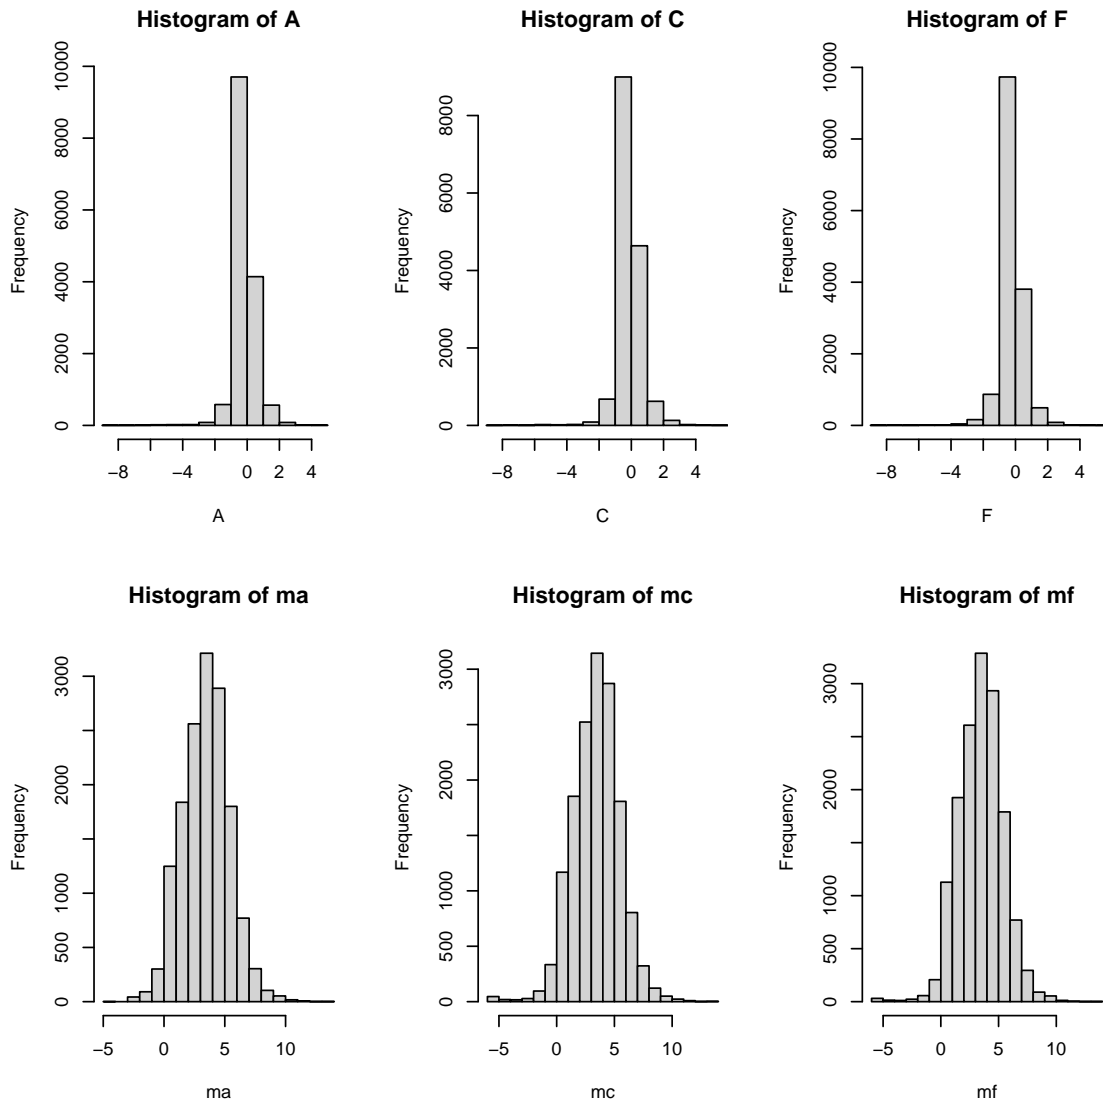 Histogram of A
Frequency
0 2000 4000 6000 8000 10000
−8 −4 0 2 4
A
Histogram of C
Frequency
0 2000 4000 6000 8000
−8 −4 0 2 4
C
Histogram of F
Frequency
0 2000 4000 6000 8000 10000
−8 −4 0 2 4
F
Histogram of ma
Frequency
0 500 1000 2000 3000
−5 0 5 10
ma
Histogram of mc
Frequency
0 500 1000 2000 3000
−5 0 5 10
mc
Histogram of mf
Frequency
0 500 1000 2000 3000
−5 0 5 10
mf